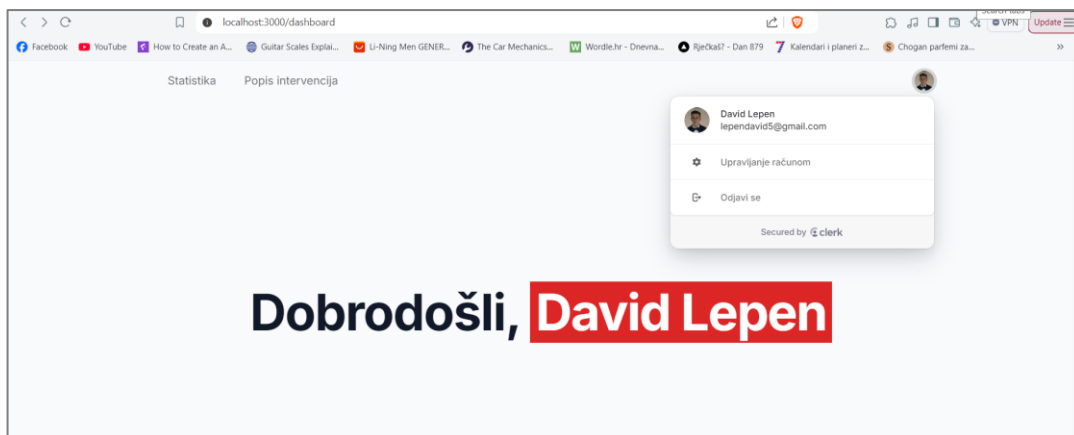 localhost:3000/dashboard
VPN
Update
Facebook
YouTube
How to Create an A...
Guitar Scales Explai...
Li-Ning Men GENER...
The Car Mechanics...
Wordle.hr - Dnevna...
Rječkaš? - Dan 879
Kalendari i planeri z...
Chogan parfemi za...
Statistika
Popis intervencija
David Lepen
lependavid5@gmail.com
Upravljanje računom
Odjavi se
Secured by clerk
Dobrodošli, David Lepen